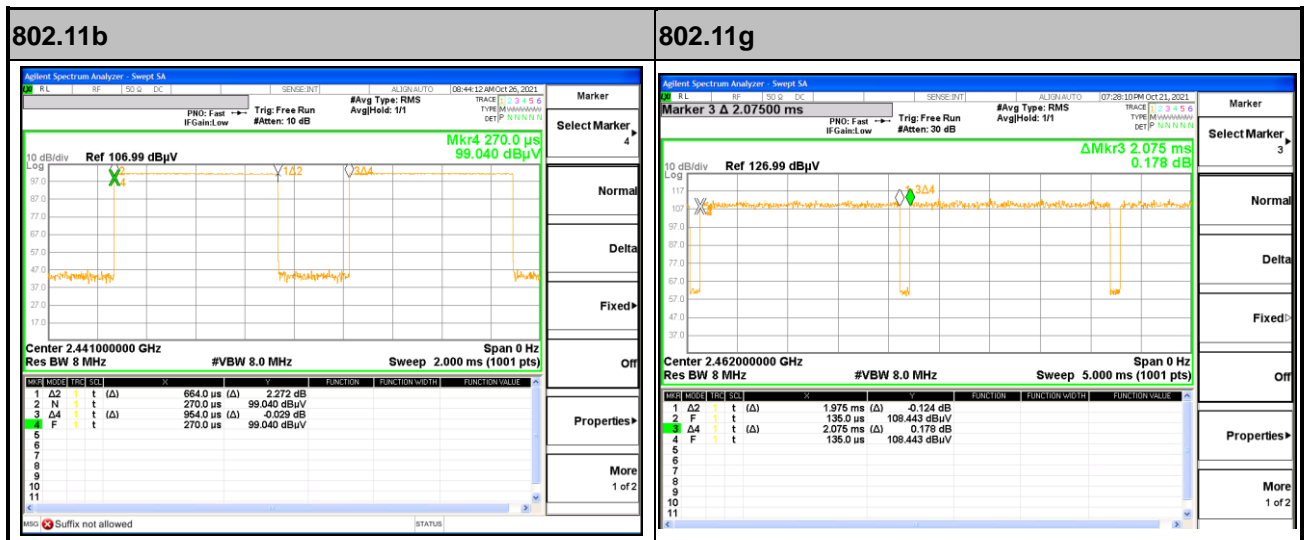 802.11b
802.11g
Agilent Spectrum Analyzer - Swept SA
RL RF 50 Ω DC SENSE:INT ALIGN AUTO 08:44:12 AM Oct 26, 2021
#Avg Type: RMS TRACE 1 2 3 4 5 6
PNO: Fast Trig: Free Run Avg|Hold: 1/1 TYPE M
IFGain:Low #Atten: 10 dB DET P N N N N N
Mkr4 270.0 µs
99.040 dBµV
10 dB/div Ref 106.99 dBµV
Log
97.0
87.0
77.0
67.0
57.0
47.0
37.0
27.0
17.0
2
4
1Δ2
3Δ4
Center 2.441000000 GHz Span 0 Hz
Res BW 8 MHz #VBW 8.0 MHz Sweep 2.000 ms (1001 pts)
MKR MODE TRC SCL X Y FUNCTION FUNCTION WIDTH FUNCTION VALUE
1 Δ2 1 t (Δ) 664.0 µs (Δ) 2.272 dB
2 N 1 t 270.0 µs 99.040 dBµV
3 Δ4 1 t (Δ) 954.0 µs (Δ) -0.029 dB
4 F 1 t 270.0 µs 99.040 dBµV
5
6
7
8
9
10
11
MSG Suffix not allowed STATUS
Marker
Select Marker
4
Normal
Delta
Fixed
Off
Properties
More
1 of 2
Agilent Spectrum Analyzer - Swept SA
RL RF 50 Ω DC SENSE:INT ALIGN AUTO 07:28:10 PM Oct 21, 2021
Marker 3 Δ 2.07500 ms #Avg Type: RMS TRACE 1 2 3 4 5 6
PNO: Fast Trig: Free Run Avg|Hold: 1/1 TYPE M
IFGain:Low #Atten: 30 dB DET P N N N N N
ΔMkr3 2.075 ms
0.178 dB
10 dB/div Ref 126.99 dBµV
Log
117
107
97.0
87.0
77.0
67.0
57.0
47.0
37.0
3Δ4
Center 2.462000000 GHz Span 0 Hz
Res BW 8 MHz #VBW 8.0 MHz Sweep 5.000 ms (1001 pts)
MKR MODE TRC SCL X Y FUNCTION FUNCTION WIDTH FUNCTION VALUE
1 Δ2 1 t (Δ) 1.975 ms (Δ) -0.124 dB
2 F 1 t 135.0 µs 108.443 dBµV
3 Δ4 1 t (Δ) 2.075 ms (Δ) 0.178 dB
4 F 1 t 135.0 µs 108.443 dBµV
5
6
7
8
9
10
11
Marker
Select Marker
3
Normal
Delta
Fixed
Off
Properties
More
1 of 2